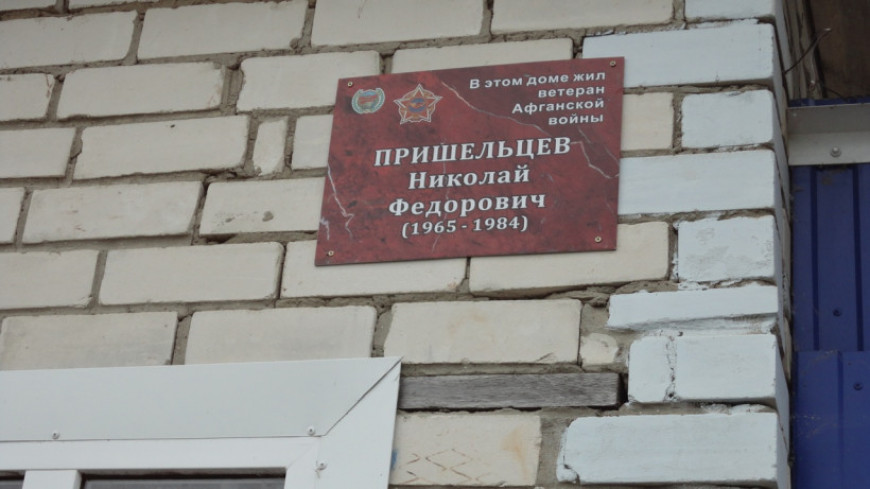 В этом доме жил
ветеран
Афганской
войны
ПРИШЕЛЬЦЕВ
Николай
Федорович
(1965 - 1984)